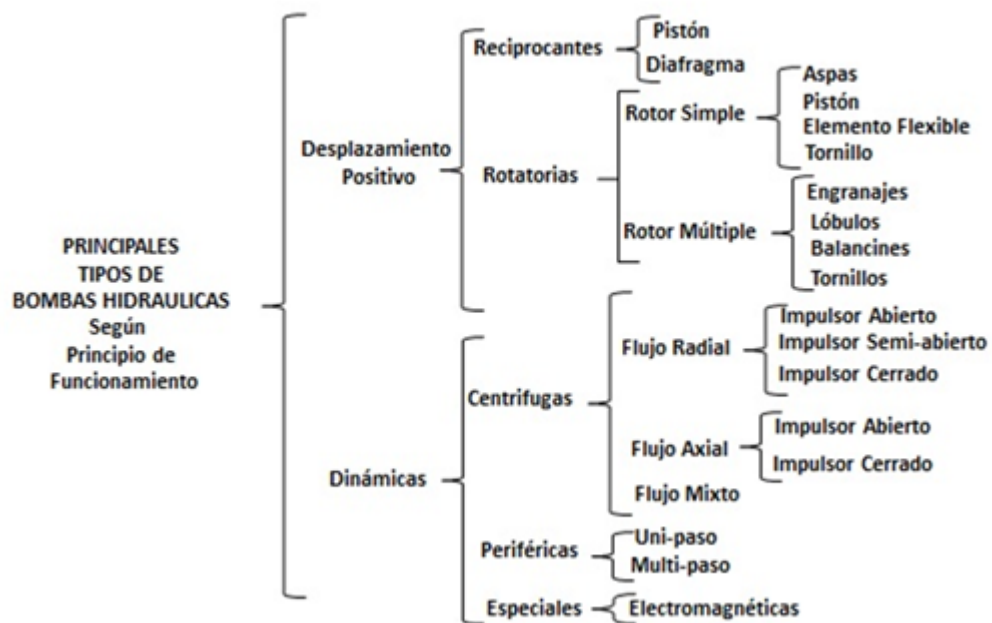 PRINCIPALES
TIPOS DE
BOMBAS HIDRAULICAS
Según
Principio de
Funcionamiento
Desplazamiento
Positivo
Reciprocantes
Pistón
Diafragma
Rotatorias
Rotor Simple
Aspas
Pistón
Elemento Flexible
Tornillo
Rotor Múltiple
Engranajes
Lóbulos
Balancines
Tornillos
Dinámicas
Centrifugas
Flujo Radial
Impulsor Abierto
Impulsor Semi-abierto
Impulsor Cerrado
Flujo Axial
Impulsor Abierto
Impulsor Cerrado
Flujo Mixto
Periféricas
Uni-paso
Multi-paso
Especiales
Electromagnéticas